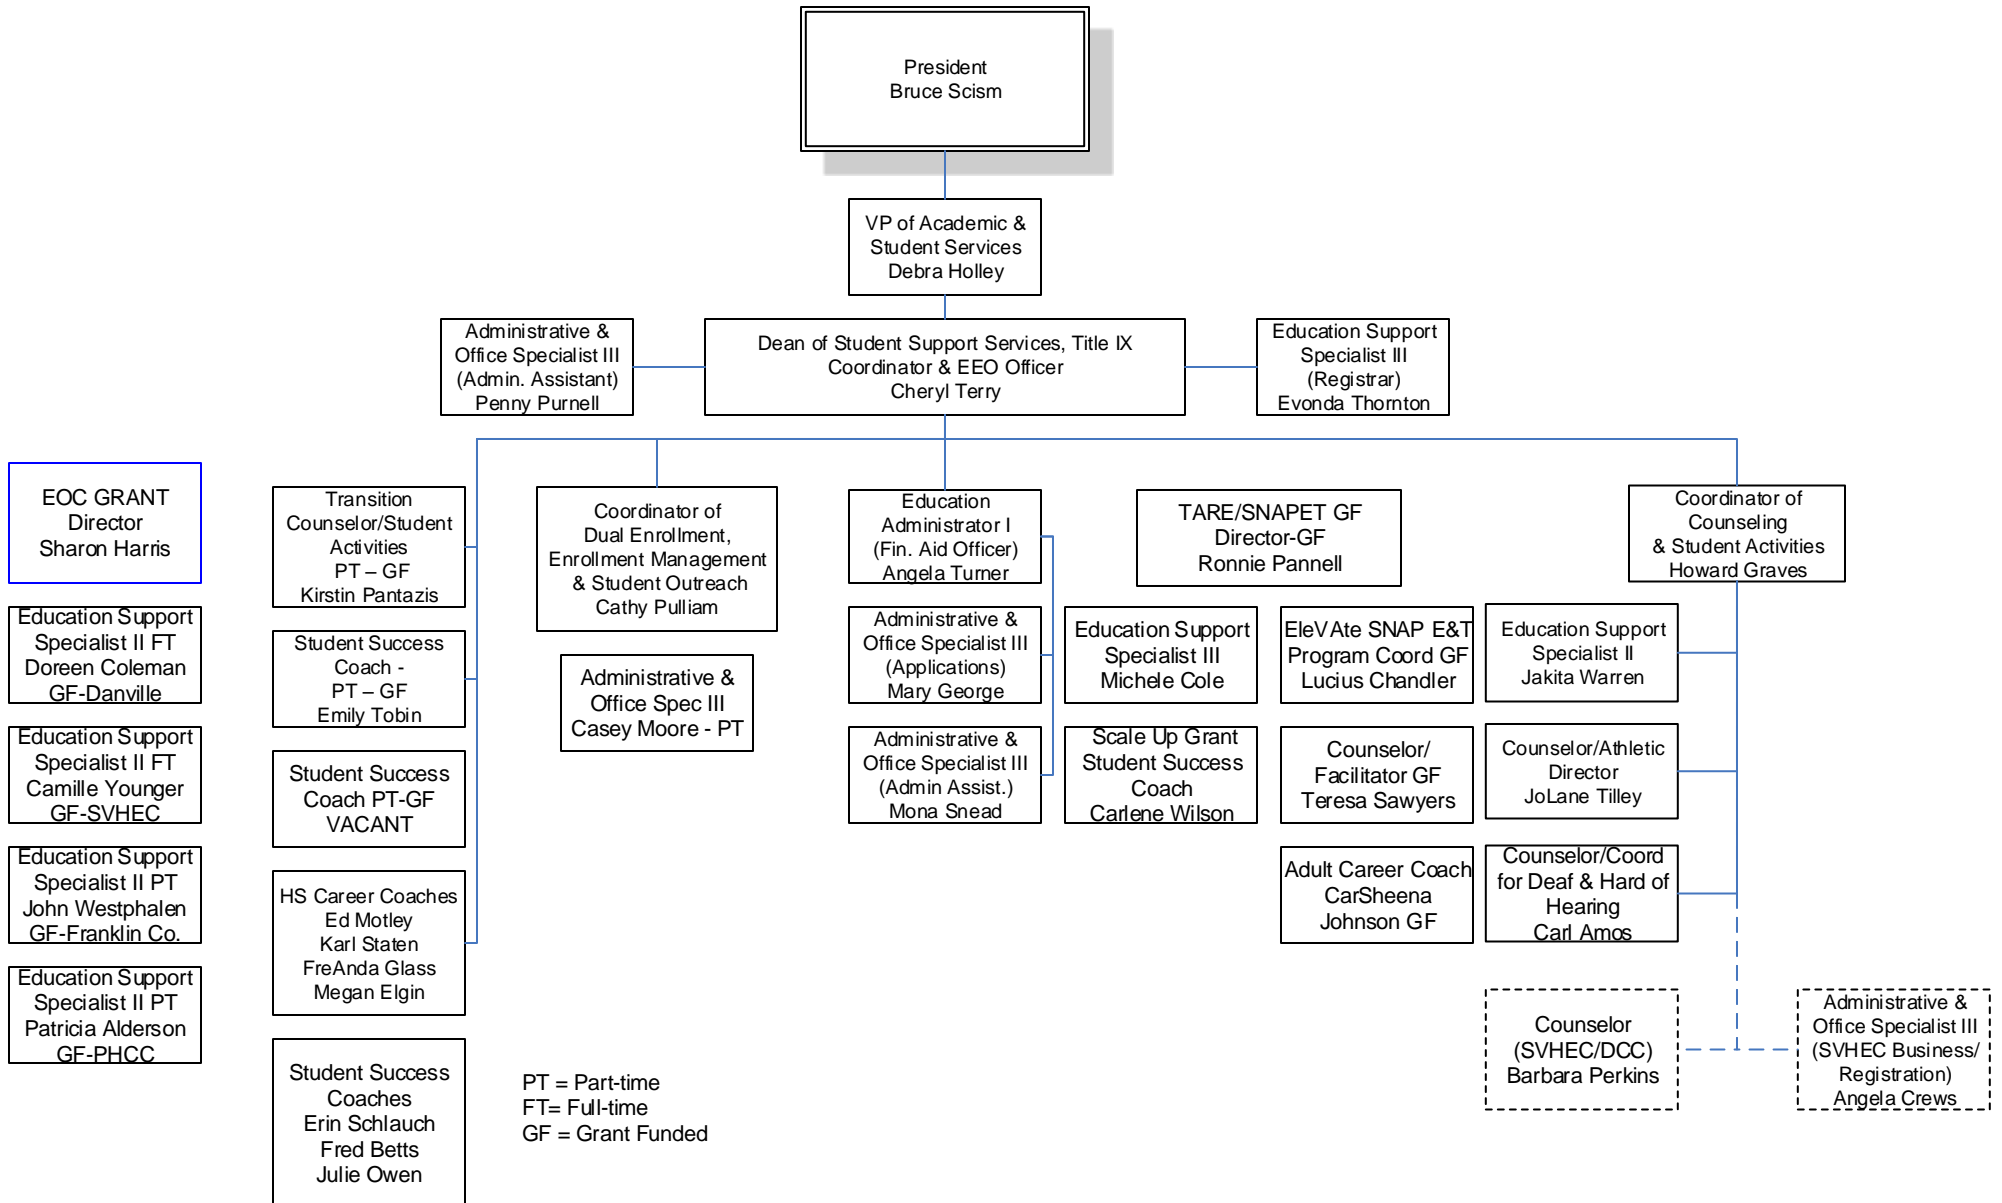 President
Bruce Scism
VP of Academic &
Student Services
Debra Holley
Administrative &
Office Specialist III
(Admin. Assistant)
Penny Purnell
Dean of Student Support Services, Title IX
Coordinator & EEO Officer
Cheryl Terry
Education Support
Specialist III
(Registrar)
Evonda Thornton
EOC GRANT
Director
Sharon Harris
Education Support
Specialist II FT
Doreen Coleman
GF-Danville
Education Support
Specialist II FT
Camille Younger
GF-SVHEC
Education Support
Specialist II PT
John Westphalen
GF-Franklin Co.
Education Support
Specialist II PT
Patricia Alderson
GF-PHCC
Transition
Counselor/Student
Activities
PT – GF
Kirstin Pantazis
Student Success
Coach -
PT – GF
Emily Tobin
Student Success
Coach PT-GF
VACANT
HS Career Coaches
Ed Motley
Karl Staten
FreAnda Glass
Megan Elgin
Student Success
Coaches
Erin Schlauch
Fred Betts
Julie Owen
Coordinator of
Dual Enrollment,
Enrollment Management
& Student Outreach
Cathy Pulliam
Administrative &
Office Spec III
Casey Moore - PT
PT = Part-time
FT= Full-time
GF = Grant Funded
Education
Administrator I
(Fin. Aid Officer)
Angela Turner
Administrative &
Office Specialist III
(Applications)
Mary George
Administrative &
Office Specialist III
(Admin Assist.)
Mona Snead
TARE/SNAPET GF
Director-GF
Ronnie Pannell
Education Support
Specialist III
Michele Cole
Scale Up Grant
Student Success
Coach
Carlene Wilson
EleVAte SNAP E&T
Program Coord GF
Lucius Chandler
Counselor/
Facilitator GF
Teresa Sawyers
Adult Career Coach
CarSheena
Johnson GF
Coordinator of
Counseling
& Student Activities
Howard Graves
Education Support
Specialist II
Jakita Warren
Counselor/Athletic
Director
JoLane Tilley
Counselor/Coord
for Deaf & Hard of
Hearing
Carl Amos
Counselor
(SVHEC/DCC)
Barbara Perkins
Administrative &
Office Specialist III
(SVHEC Business/
Registration)
Angela Crews